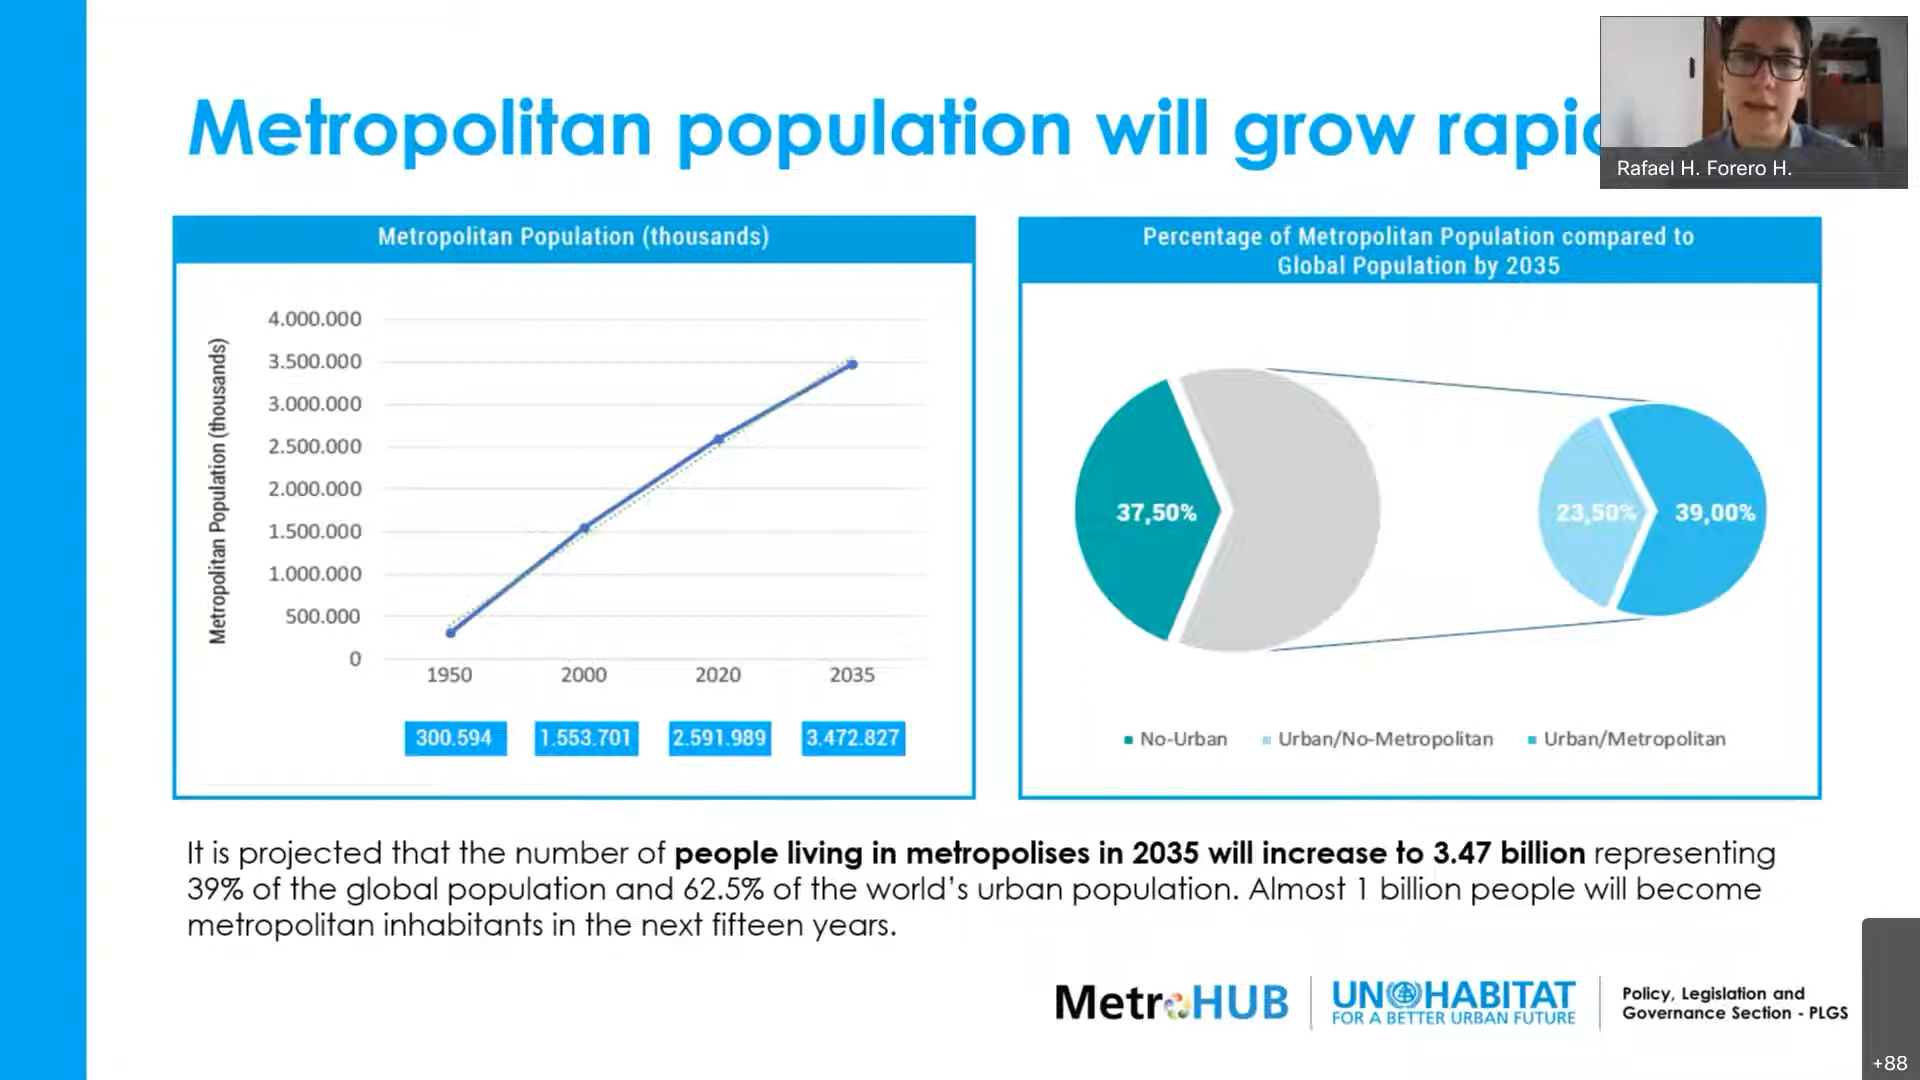 Metropolitan population will grow rapid
Rafael H. Forero H.
Metropolitan Population (thousands)
Metropolitan Population (thousands)
4.000.000
3.500.000
3.000.000
2.500.000
2.000.000
1.500.000
1.000.000
500.000
0
1950 2000 2020 2035
300.594 1.553.701 2.591.989 3.472.827
Percentage of Metropolitan Population compared to
Global Population by 2035
37,50% 23,50% 39,00%
No-Urban Urban/No-Metropolitan Urban/Metropolitan
It is projected that the number of people living in metropolises in 2035 will increase to 3.47 billion representing
39% of the global population and 62.5% of the world's urban population. Almost 1 billion people will become
metropolitan inhabitants in the next fifteen years.
MetroHUB
UN HABITAT
FOR A BETTER URBAN FUTURE
Policy, Legislation and
Governance Section - PLGS
+88